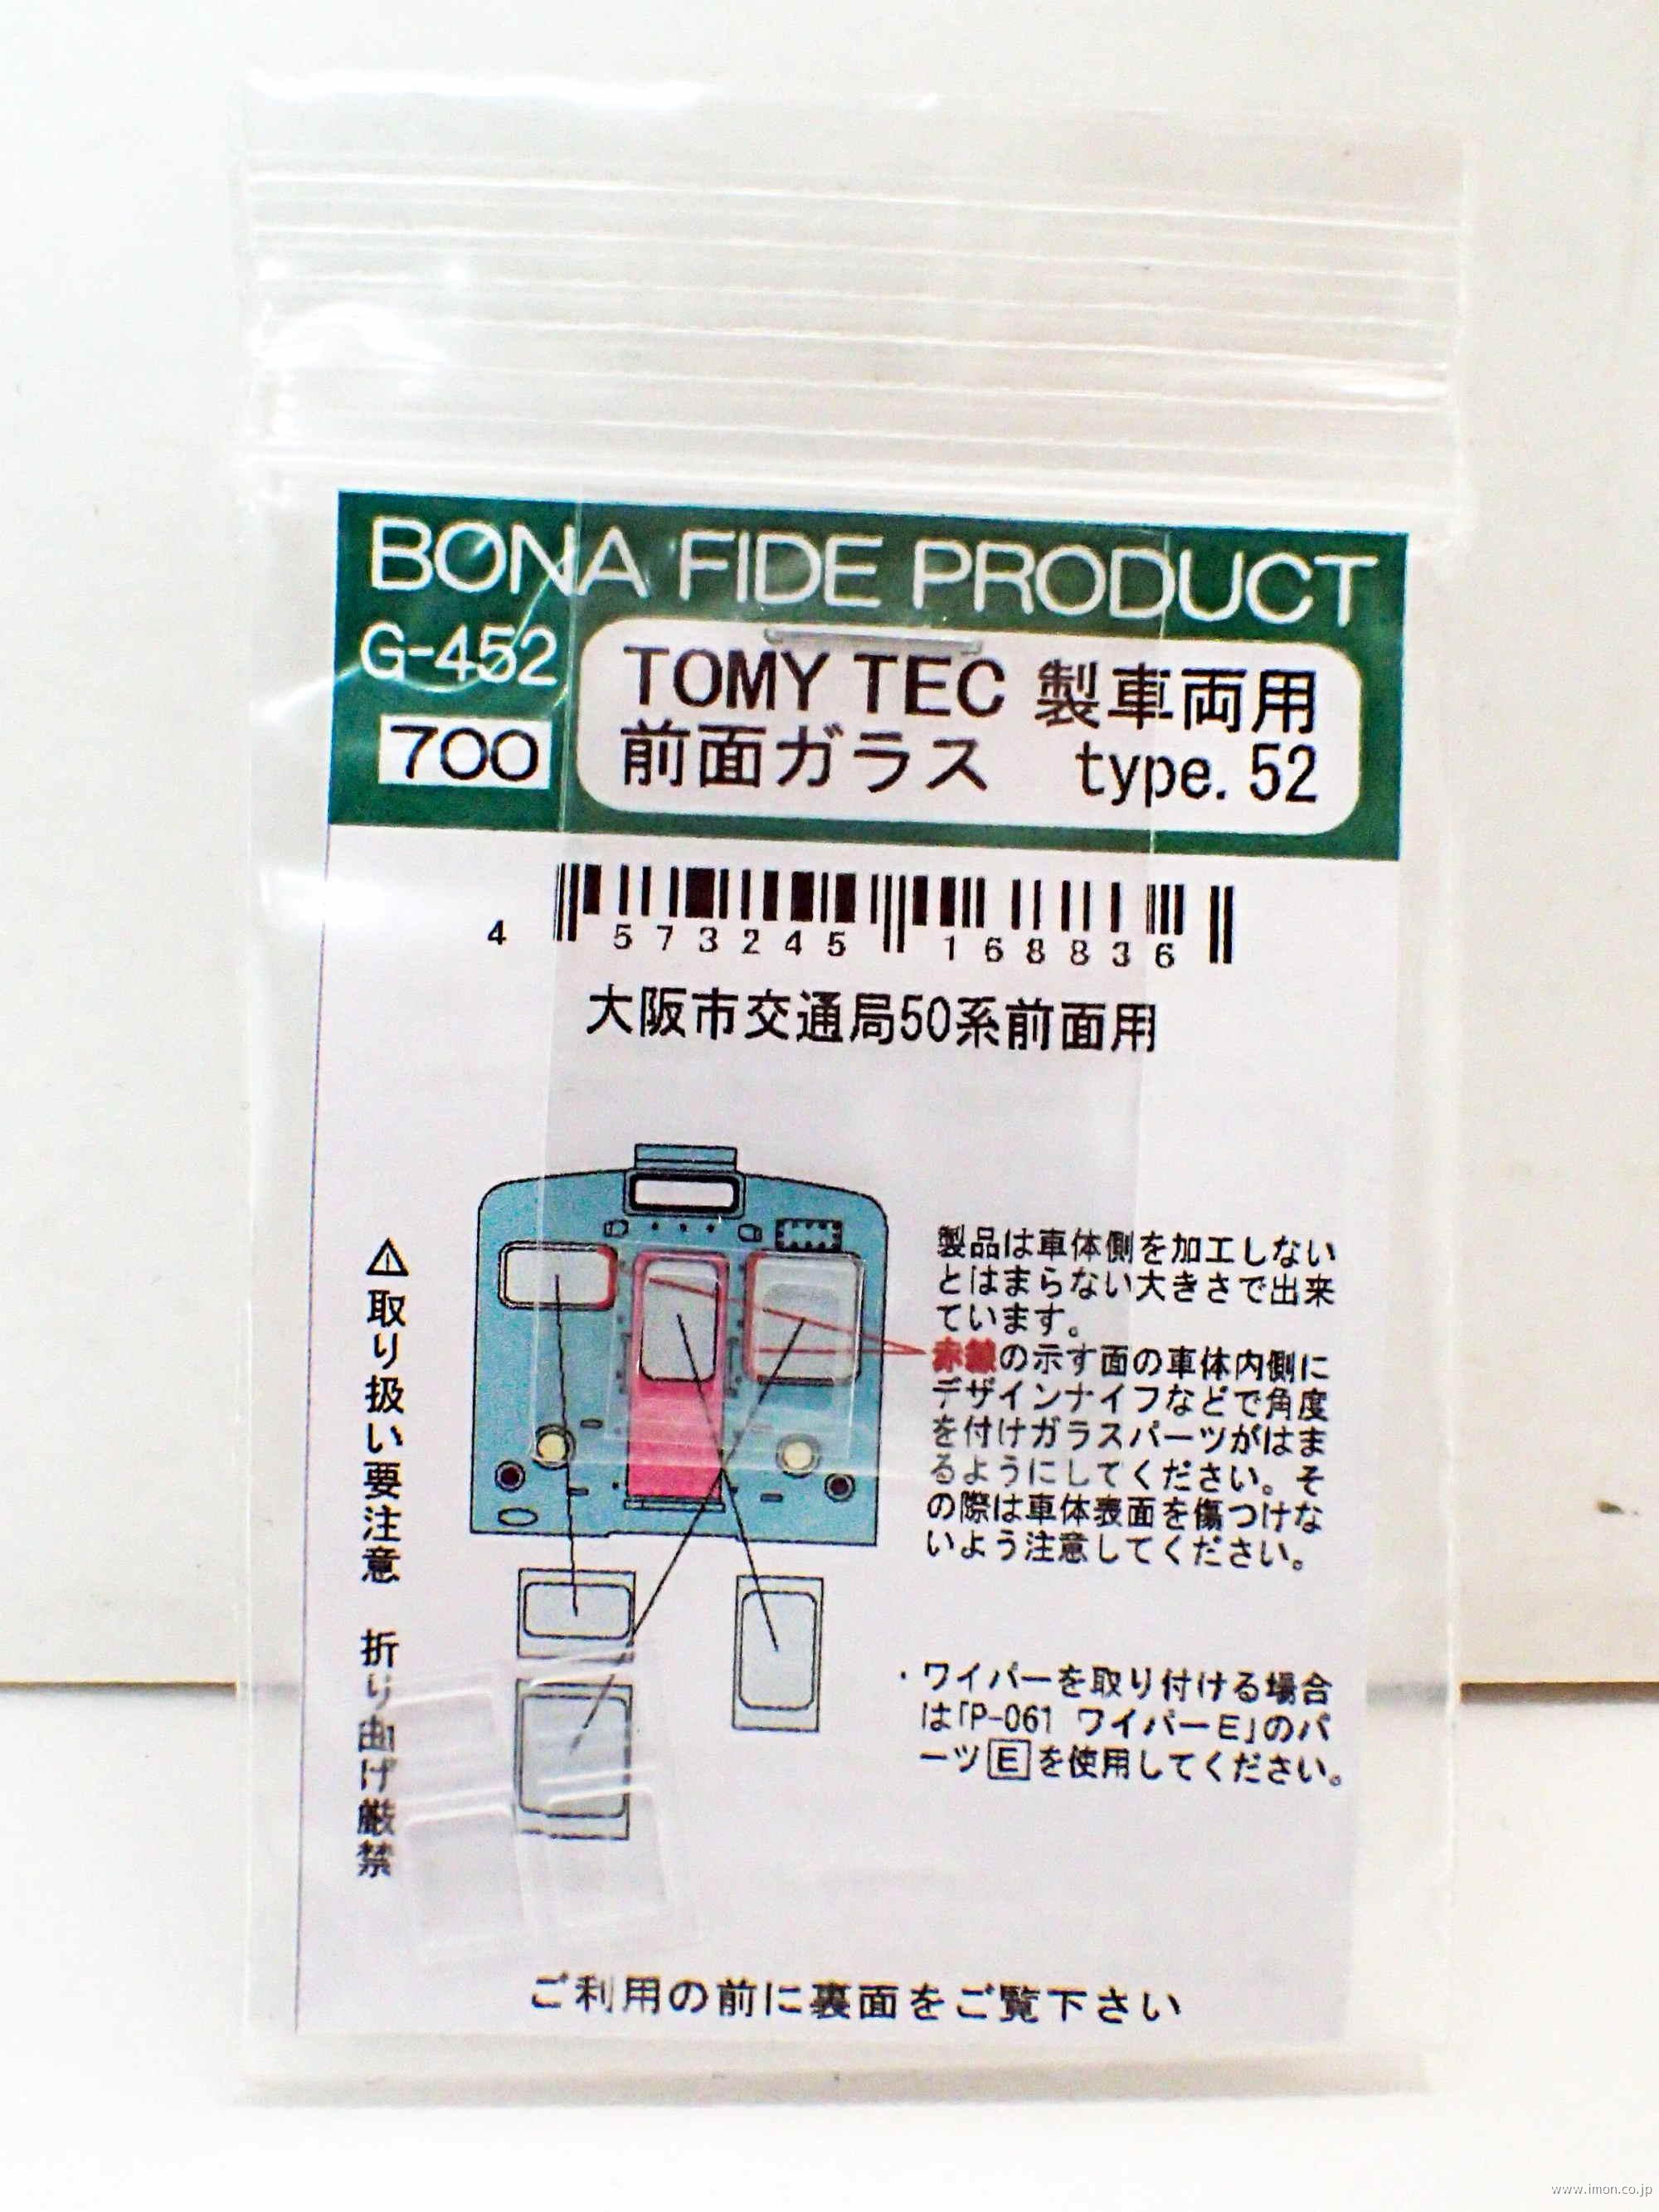 BONA FIDE PRODUCT
G-452
700
TOMY TEC 製車両用
前面ガラス type.52
4 573245 168836
大阪市交通局50系前面用
⚠取り扱い要注意 折り曲げ厳禁
製品は車体側を加工しない
とはまらない大きさで出来
ています。
赤線の示す面の車体内側に
デザインナイフなどで角度
を付けガラスパーツがはま
るようにしてください。そ
の際は車体表面を傷つけな
いよう注意してください。
・ワイパーを取り付ける場合
は「P-061 ワイパーE」のパ
ーツEを使用してください。
ご利用の前に裏面をご覧下さい
www.imon.co.jp